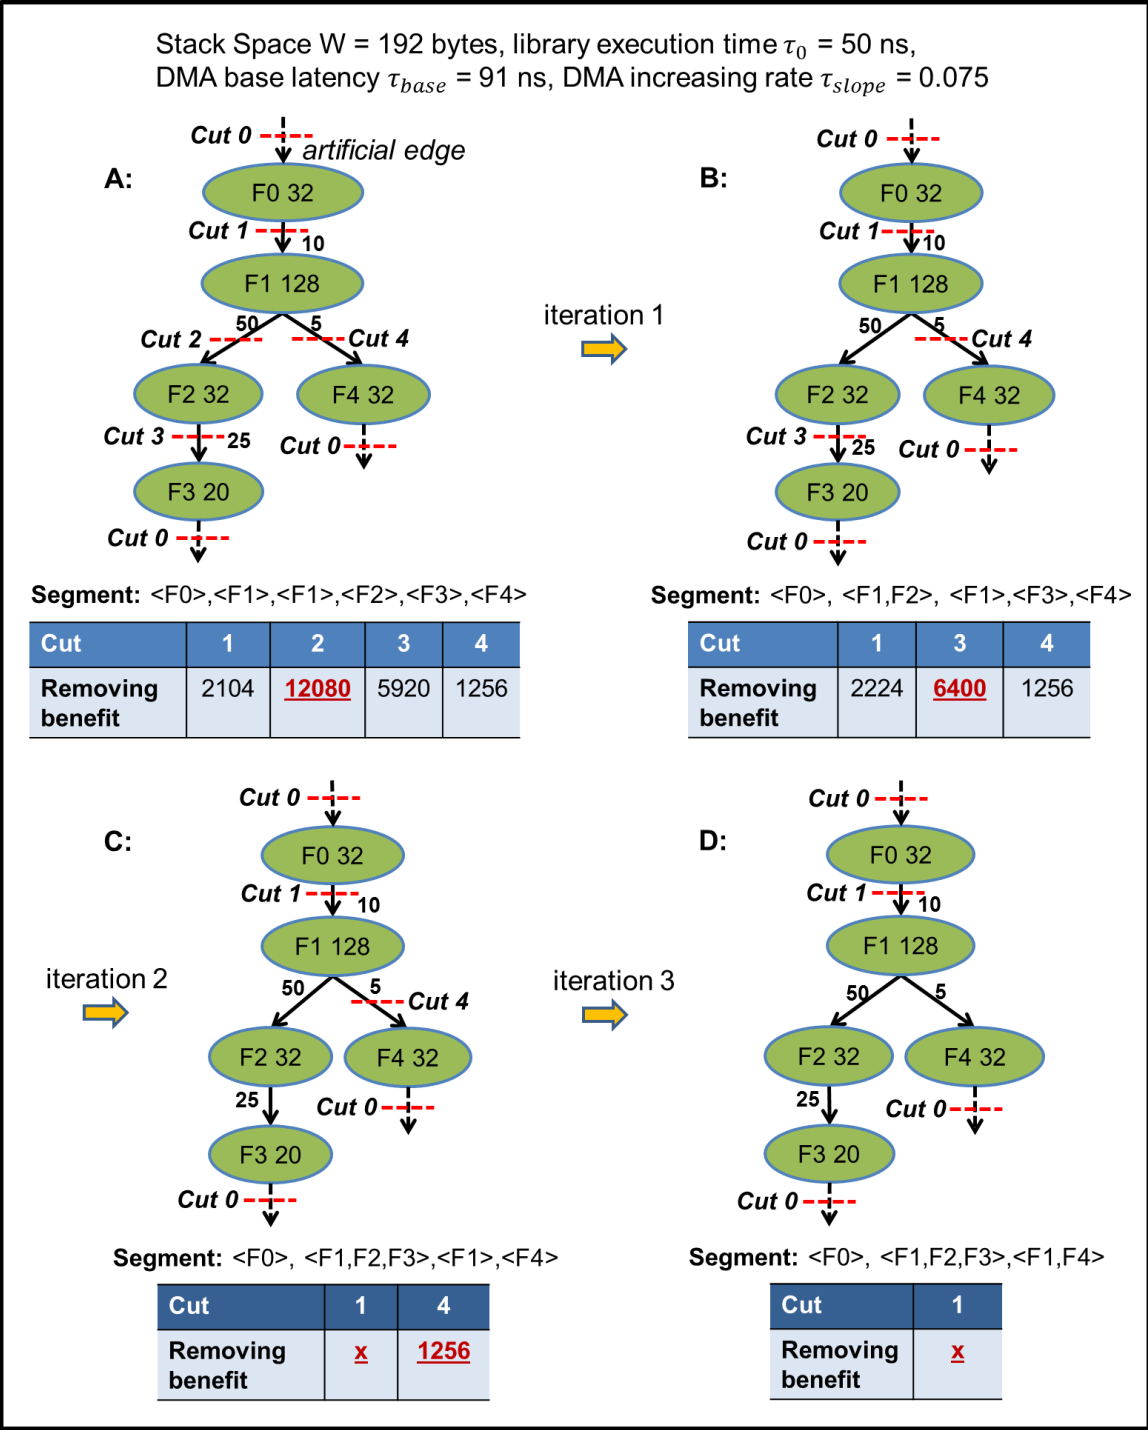 Stack Space W = 192 bytes, library execution time τ₀ = 50 ns,
DMA base latency τ_base = 91 ns, DMA increasing rate τ_slope = 0.075
A:
Cut 0
artificial edge
F0 32
Cut 1
10
F1 128
50
5
Cut 2
Cut 4
F2 32
F4 32
Cut 3
25
Cut 0
F3 20
Cut 0
Segment: <F0>,<F1>,<F1>,<F2>,<F3>,<F4>
Cut 1 2 3 4
Removing 2104 12080 5920 1256
benefit
iteration 1
B:
Cut 0
F0 32
Cut 1
10
F1 128
50
5
Cut 4
F2 32
F4 32
Cut 3
25
Cut 0
F3 20
Cut 0
Segment: <F0>, <F1,F2>, <F1>,<F3>,<F4>
Cut 1 3 4
Removing 2224 6400 1256
benefit
iteration 2
C:
Cut 0
F0 32
Cut 1
10
F1 128
50
5
Cut 4
F2 32
F4 32
25
Cut 0
F3 20
Cut 0
Segment: <F0>, <F1,F2,F3>,<F1>,<F4>
Cut 1 4
Removing x 1256
benefit
iteration 3
D:
Cut 0
F0 32
Cut 1
10
F1 128
50
5
F2 32
F4 32
25
Cut 0
F3 20
Cut 0
Segment: <F0>, <F1,F2,F3>,<F1,F4>
Cut 1
Removing x
benefit